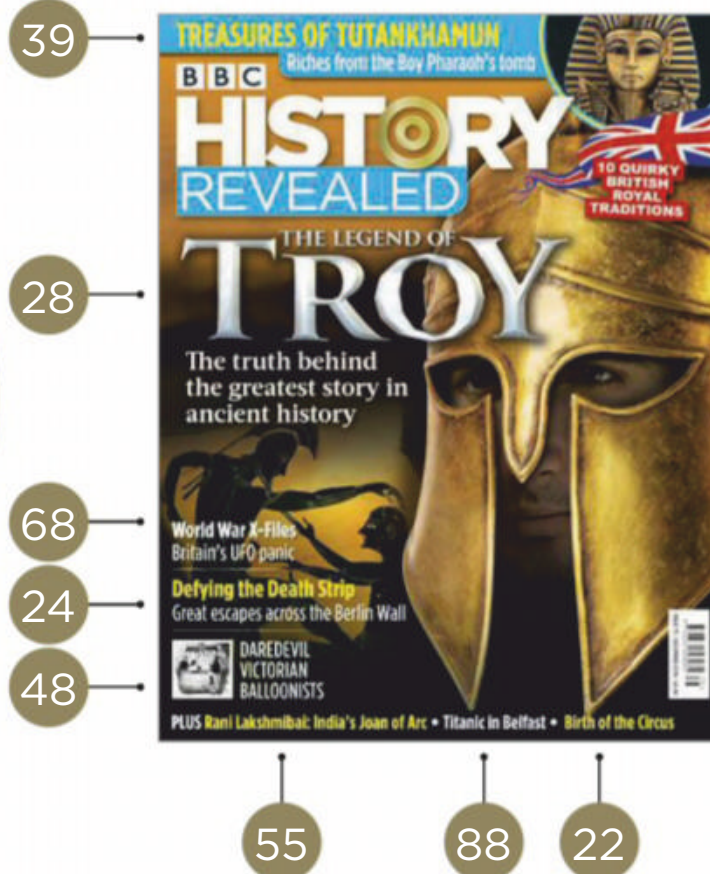 39
TREASURES OF TUTANKHAMUN
Riches from the Boy Pharaoh's tomb
BBC
HISTORY
REVEALED
10 QUIRKY
BRITISH
ROYAL
TRADITIONS
THE LEGEND OF
28
TROY
The truth behind
the greatest story in
ancient history
68
World War X-Files
Britain's UFO panic
24
Defying the Death Strip
Great escapes across the Berlin Wall
48
DAREDEVIL
VICTORIAN
BALLOONISTS
PLUS Rani Lakshmibai: India's Joan of Arc • Titanic in Belfast • Birth of the Circus
55
88
22